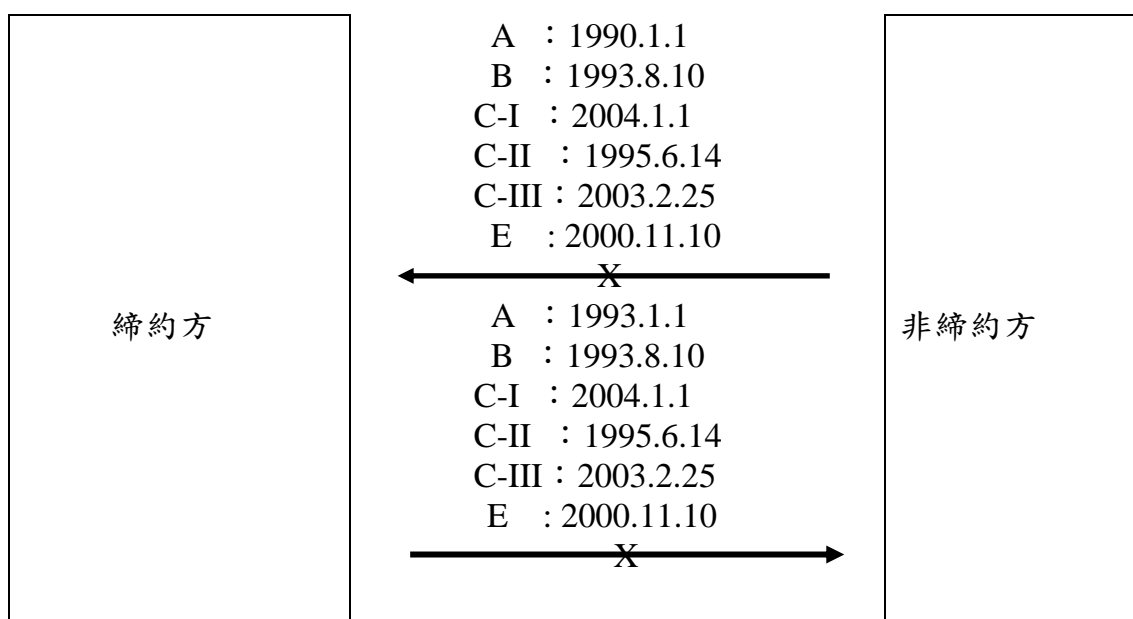 A ：1990.1.1
B ：1993.8.10
C-I ：2004.1.1
C-II ：1995.6.14
C-III：2003.2.25
E : 2000.11.10
X
締約方
非締約方
A ：1993.1.1
B ：1993.8.10
C-I ：2004.1.1
C-II ：1995.6.14
C-III：2003.2.25
E : 2000.11.10
X